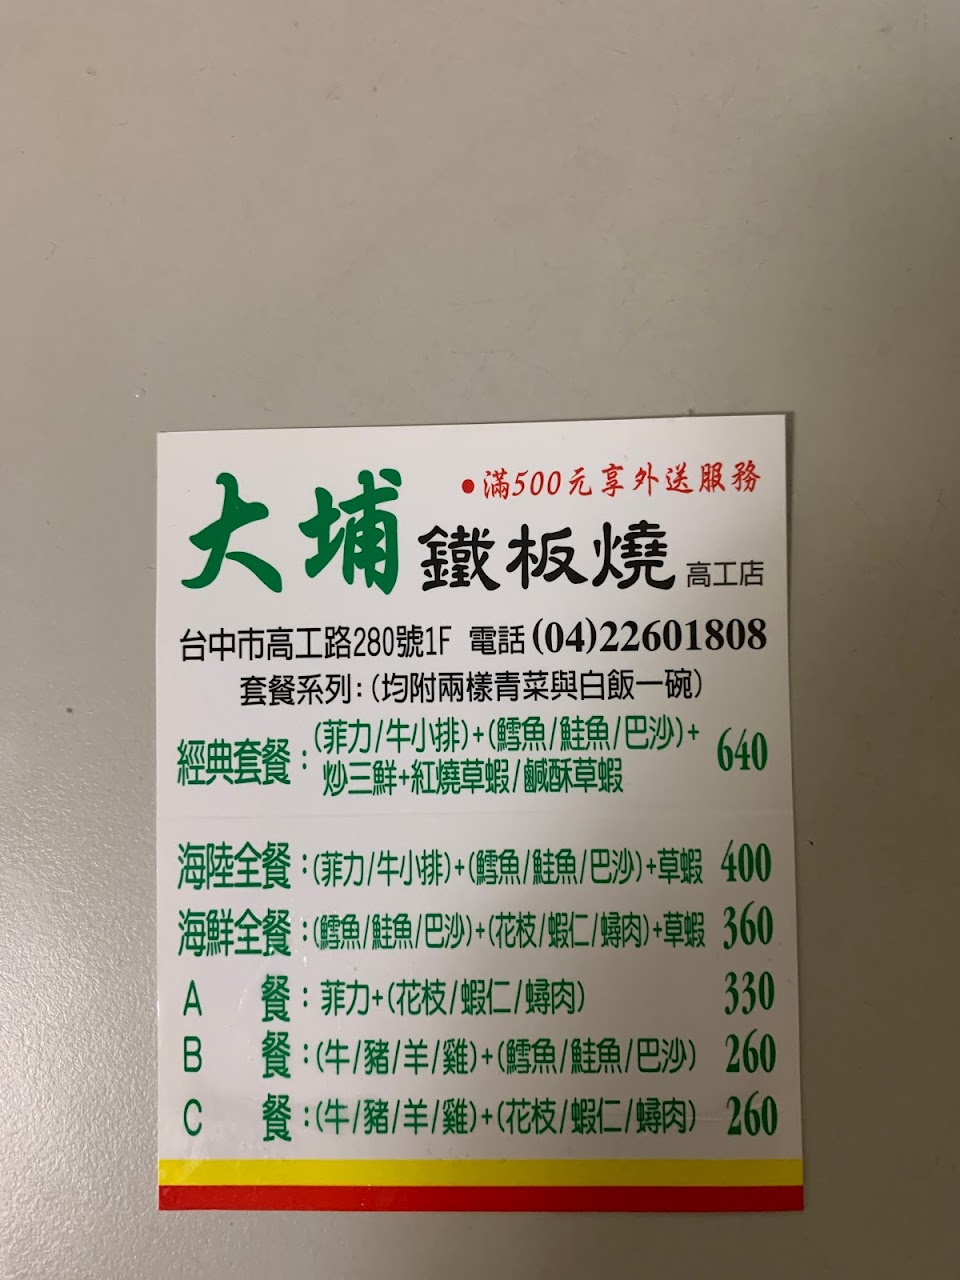 •滿500元享外送服務
大埔鐵板燒高工店
台中市高工路280號1F 電話(04)22601808
套餐系列:(均附兩樣青菜與白飯一碗)
經典套餐:(菲力/牛小排)+(鱈魚/鮭魚/巴沙)+
炒三鮮+紅燒草蝦/鹹酥草蝦 640
海陸全餐:(菲力/牛小排)+(鱈魚/鮭魚/巴沙)+草蝦 400
海鮮全餐:(鱈魚/鮭魚/巴沙)+(花枝/蝦仁/蟳肉)+草蝦 360
A 餐:菲力+(花枝/蝦仁/蟳肉) 330
B 餐:(牛/豬/羊/雞)+(鱈魚/鮭魚/巴沙) 260
C 餐:(牛/豬/羊/雞)+(花枝/蝦仁/蟳肉) 260